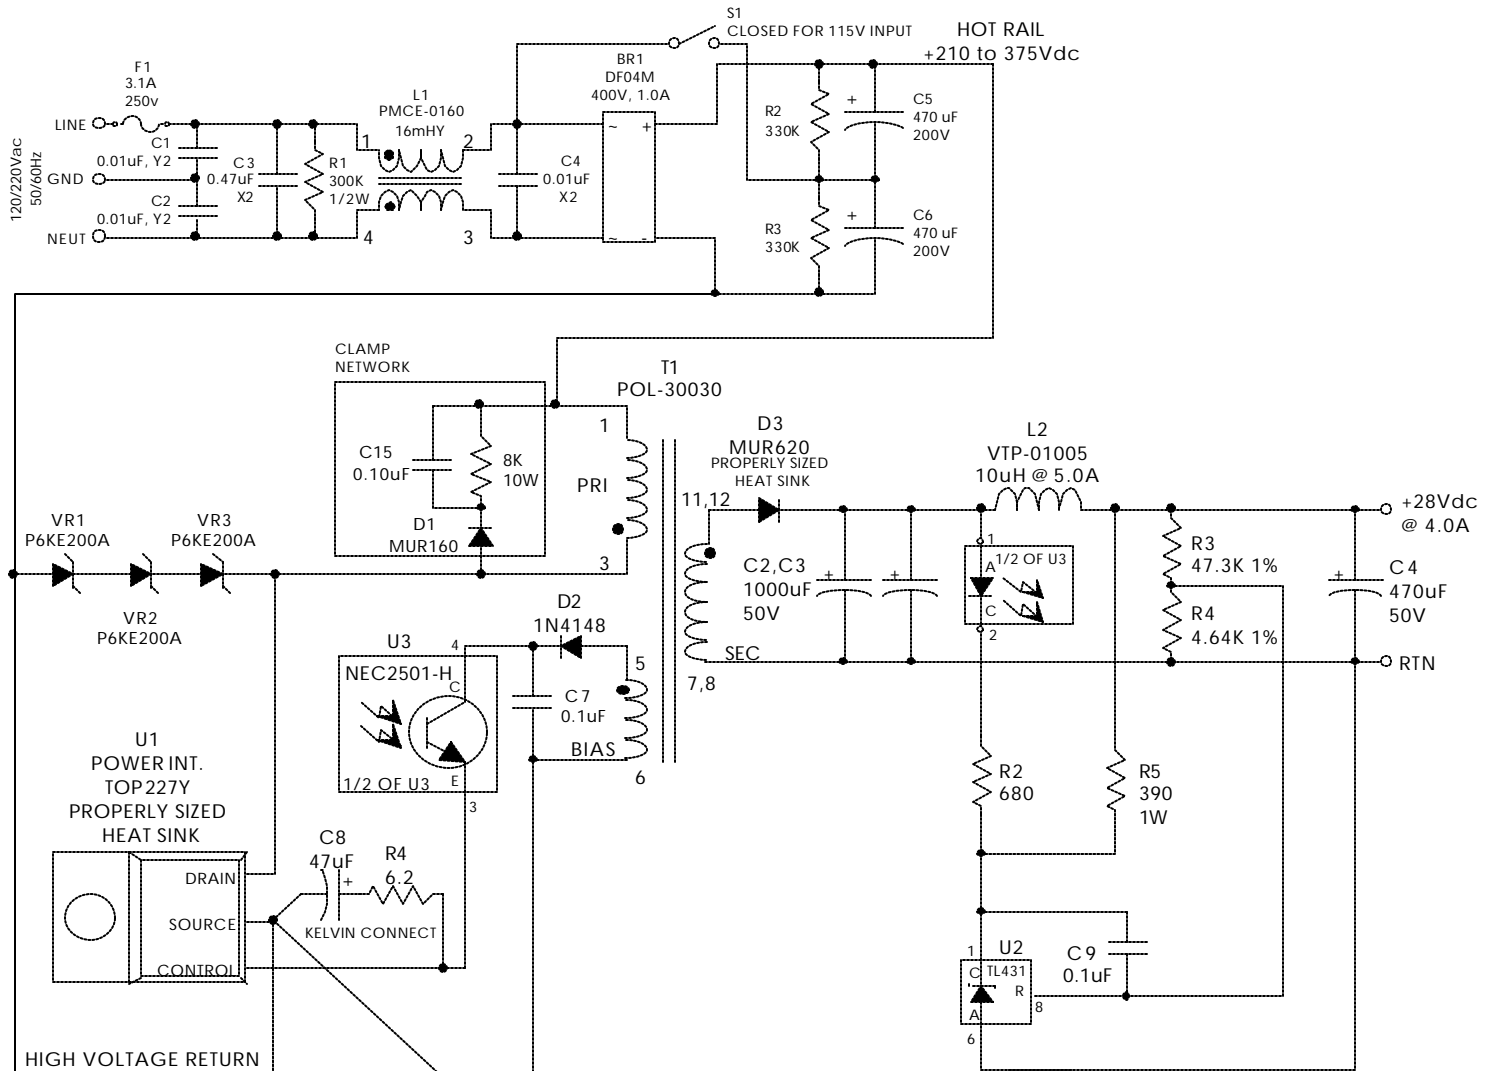 S1
CLOSED FOR 115V INPUT
HOT RAIL
+210 to 375Vdc
F1
3.1A
250v
L1
PMCE-0160
16mHY
BR1
DF04M
400V, 1.0A
120/220Vac
50/60Hz
LINE
GND
NEUT
C1
0.01uF, Y2
C2
0.01uF, Y2
C3
0.47uF
X2
R1
300K
1/2W
1
2
4
3
C4
0.01uF
X2
~
+
~
-
R2
330K
+
C5
470 uF
200V
R3
330K
+
C6
470 uF
200V
CLAMP
NETWORK
C15
0.10uF
8K
10W
D1
MUR160
T1
POL-30030
1
PRI
3
D3
MUR620
PROPERLY SIZED
HEAT SINK
11,12
L2
VTP-01005
10uH @ 5.0A
+28Vdc
@ 4.0A
VR1
P6KE200A
VR3
P6KE200A
VR2
P6KE200A
C2,C3
1000uF
50V
+
+
1
1/2 OF U3
A
C
2
R3
47.3K 1%
R4
4.64K 1%
+
C4
470uF
50V
RTN
SEC
7,8
D2
1N4148
5
BIAS
6
C7
0.1uF
U3
4
NEC2501-H
C
E
1/2 OF U3
3
U1
POWER INT.
TOP227Y
PROPERLY SIZED
HEAT SINK
DRAIN
SOURCE
CONTROL
C8
47uF
+
R4
6.2
KELVIN CONNECT
R2
680
R5
390
1W
1
U2
C
TL431
R
A
8
6
C9
0.1uF
HIGH VOLTAGE RETURN